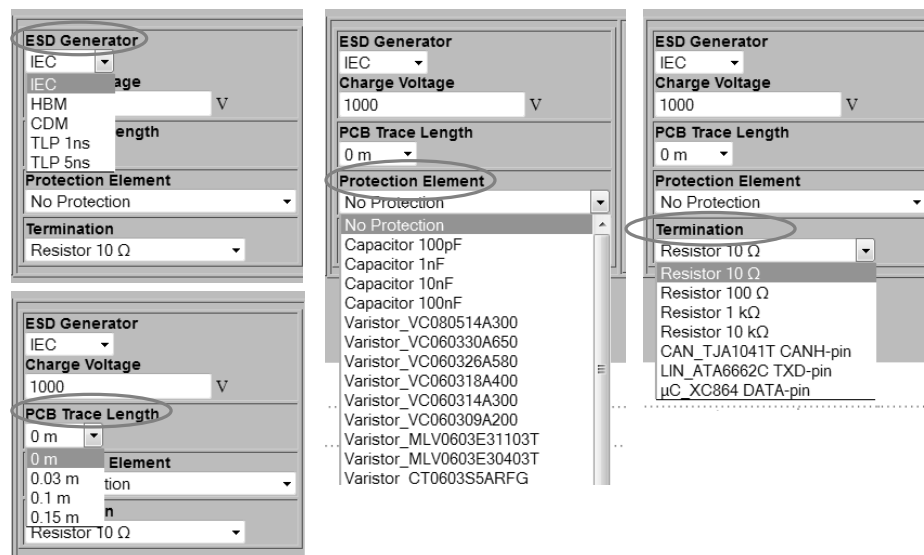 ESD Generator
IEC
IEC
age
HBM
V
CDM
ength
TLP 1ns
TLP 5ns
Protection Element
No Protection
Termination
Resistor 10 Ω
ESD Generator
IEC
Charge Voltage
1000 V
PCB Trace Length
0 m
0 m
Element
0.03 m
tion
0.1 m
n
0.15 m
Resistor 10 Ω
ESD Generator
IEC
Charge Voltage
1000 V
PCB Trace Length
0 m
Protection Element
No Protection
No Protection
Capacitor 100pF
Capacitor 1nF
Capacitor 10nF
Capacitor 100nF
Varistor_VC080514A300
Varistor_VC060330A650
Varistor_VC060326A580
Varistor_VC060318A400
Varistor_VC060314A300
Varistor_VC060309A200
Varistor_MLV0603E31103T
Varistor_MLV0603E30403T
Varistor_CT0603S5ARFG
ESD Generator
IEC
Charge Voltage
1000 V
PCB Trace Length
0 m
Protection Element
No Protection
Termination
Resistor 10 Ω
Resistor 10 Ω
Resistor 100 Ω
Resistor 1 kΩ
Resistor 10 kΩ
CAN_TJA1041T CANH-pin
LIN_ATA6662C TXD-pin
µC_XC864 DATA-pin